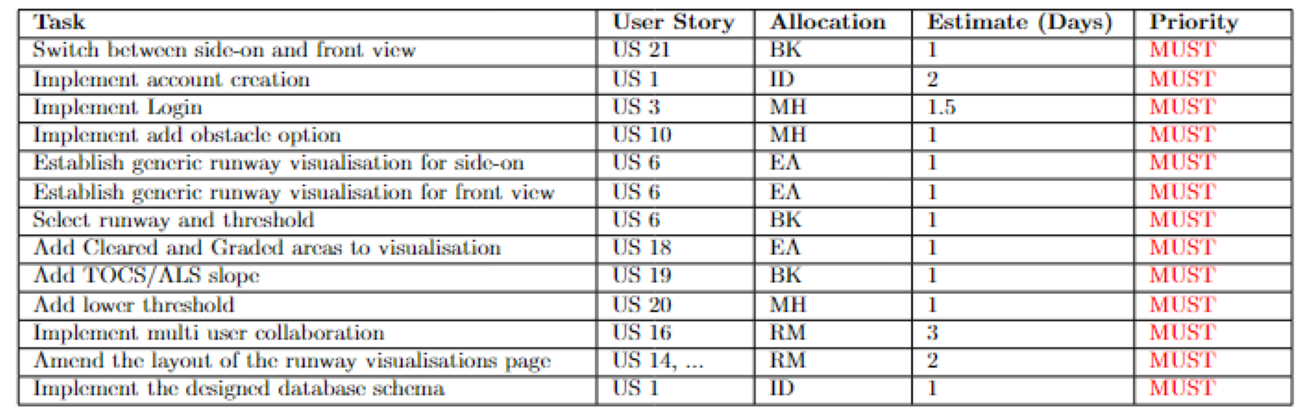 Task User Story Allocation Estimate (Days) Priority
Switch between side-on and front view US 21 BK 1 MUST
Implement account creation US 1 ID 2 MUST
Implement Login US 3 MH 1.5 MUST
Implement add obstacle option US 10 MH 1 MUST
Establish generic runway visualisation for side-on US 6 EA 1 MUST
Establish generic runway visualisation for front view US 6 EA 1 MUST
Select runway and threshold US 6 BK 1 MUST
Add Cleared and Graded areas to visualisation US 18 EA 1 MUST
Add TOCS/ALS slope US 19 BK 1 MUST
Add lower threshold US 20 MH 1 MUST
Implement multi user collaboration US 16 RM 3 MUST
Amend the layout of the runway visualisations page US 14, ... RM 2 MUST
Implement the designed database schema US 1 ID 1 MUST